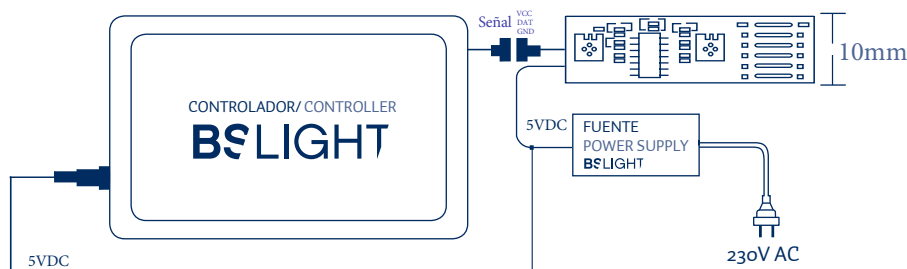 Señal
VCC
DAT
GND
10mm
CONTROLADOR/ CONTROLLER
BSLIGHT
5VDC
FUENTE
POWER SUPPLY
BSLIGHT
5VDC
230V AC